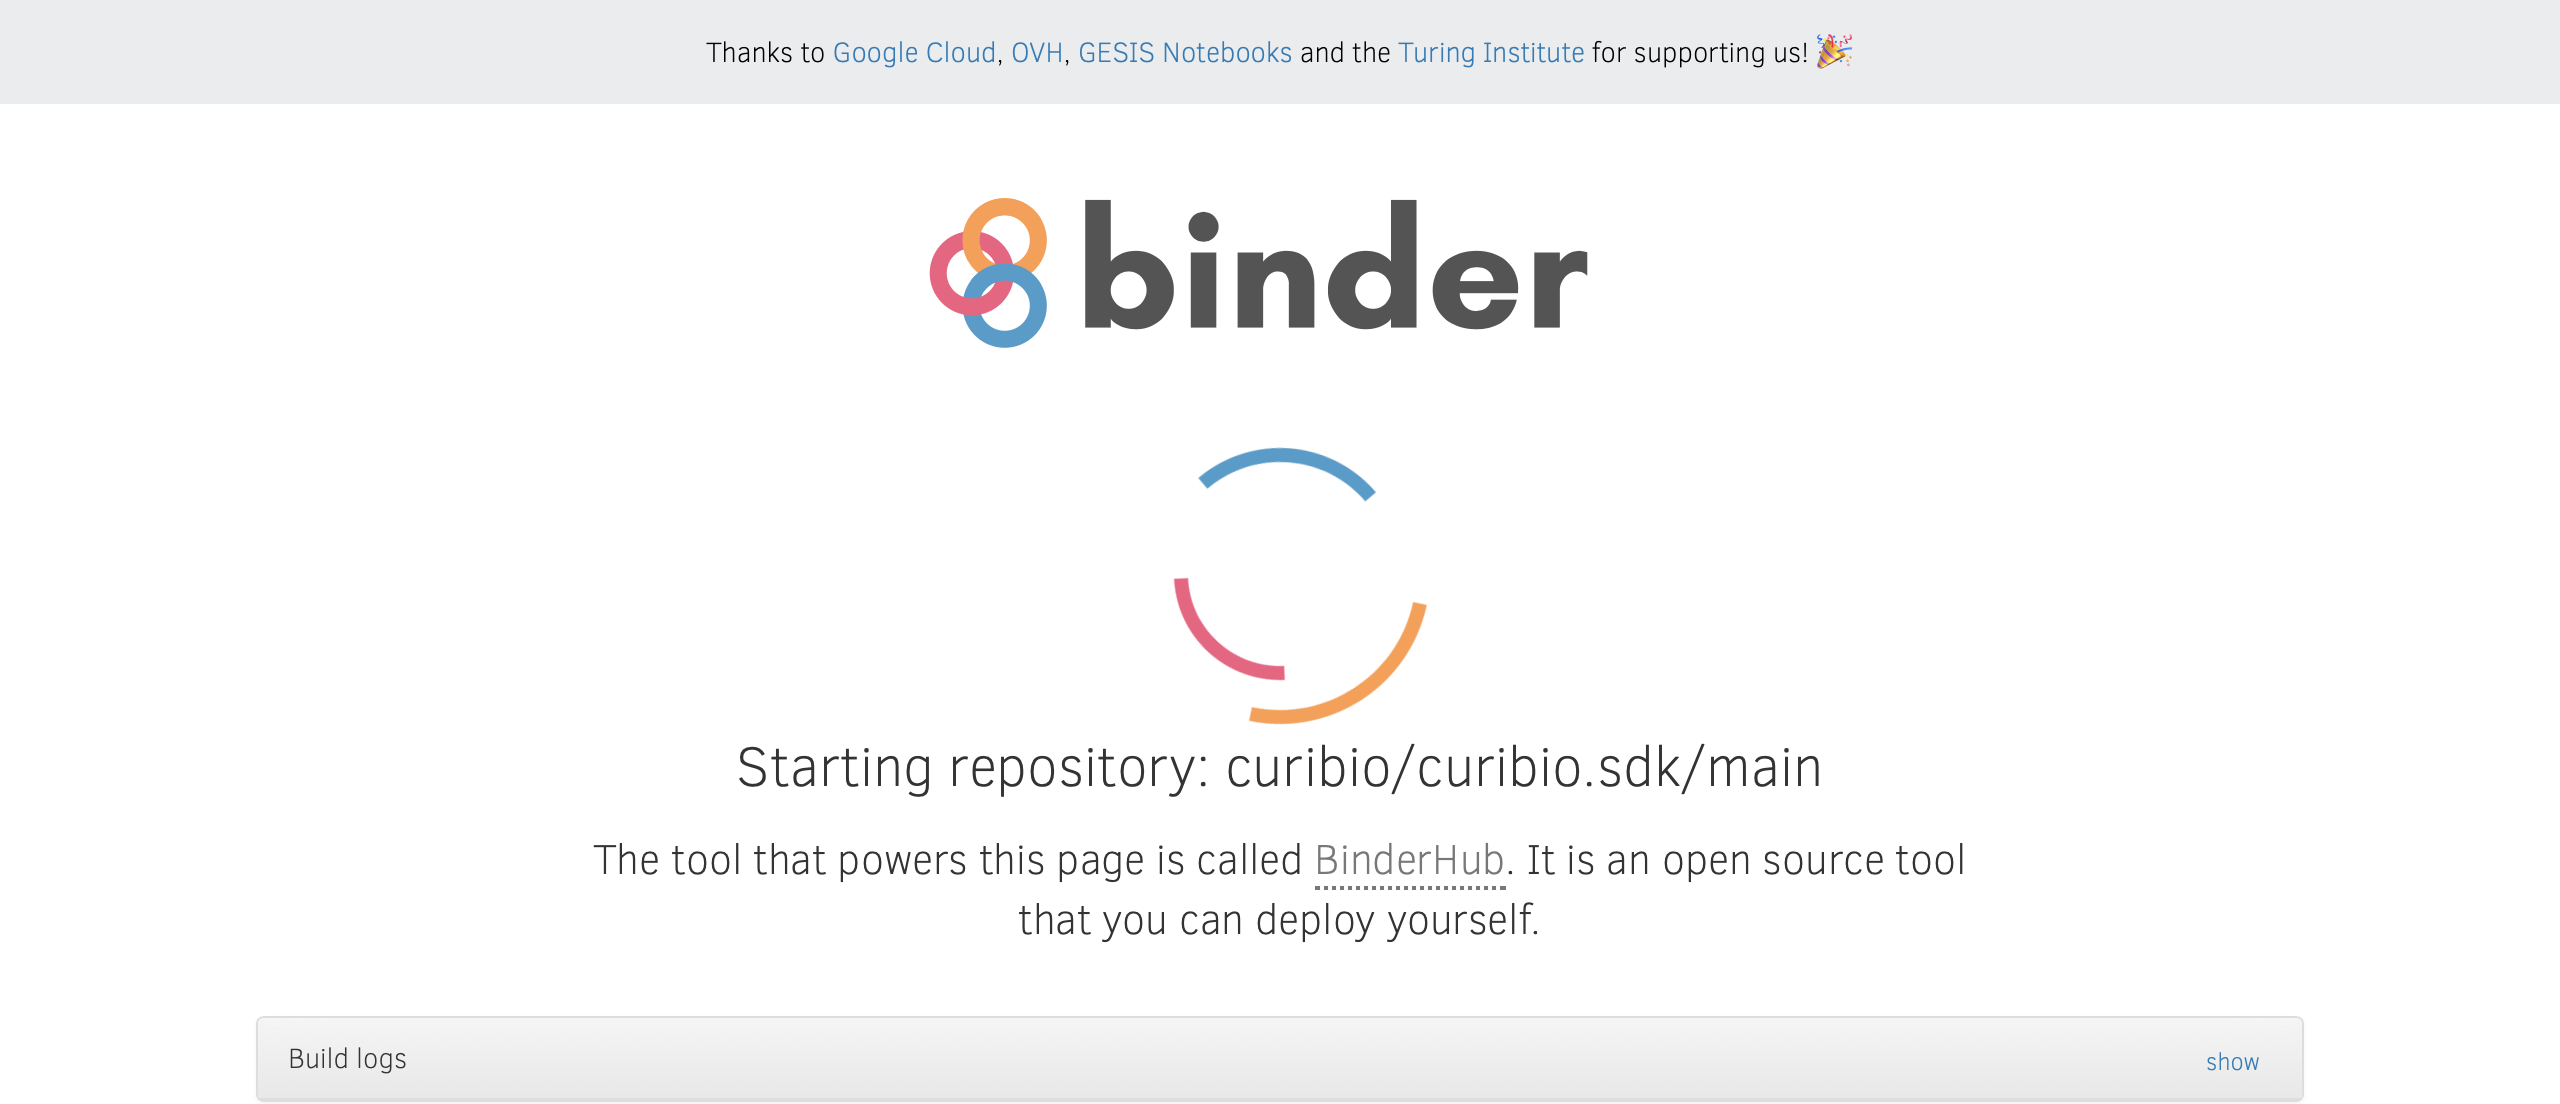 Thanks to Google Cloud, OVH, GESIS Notebooks and the Turing Institute for supporting us! 🎉
binder
Starting repository: curibio/curibio.sdk/main
The tool that powers this page is called BinderHub. It is an open source tool
that you can deploy yourself.
Build logs
show